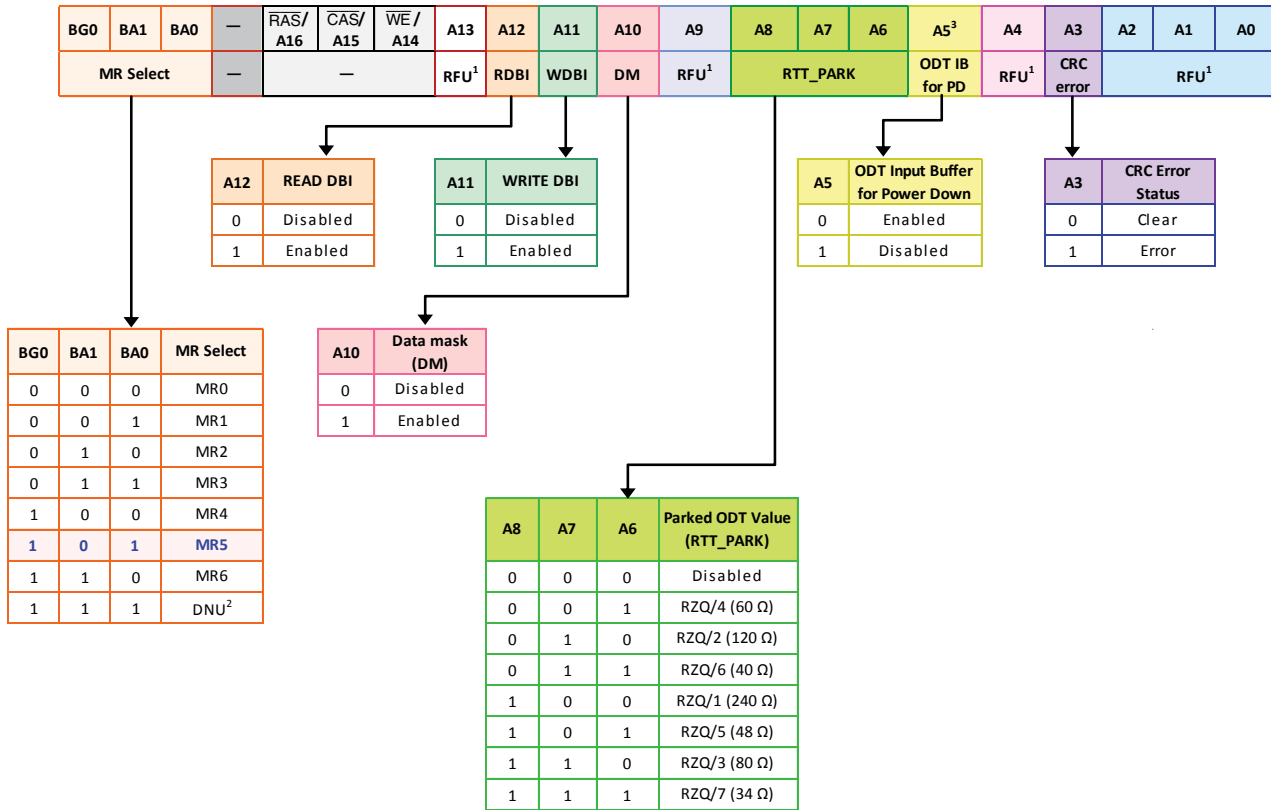 BG0 BA1 BA0 — RAS/ A16 CAS/ A15 WE/ A14 A13 A12 A11 A10 A9 A8 A7 A6 A5³ A4 A3 A2 A1 A0
MR Select — — RFU¹ RDBI WDBI DM RFU¹ RTT_PARK ODT IB for PD RFU¹ CRC error RFU¹
A12 READ DBI
0 Disabled
1 Enabled
A11 WRITE DBI
0 Disabled
1 Enabled
A5 ODT Input Buffer for Power Down
0 Enabled
1 Disabled
A3 CRC Error Status
0 Clear
1 Error
BG0 BA1 BA0 MR Select
0 0 0 MR0
0 0 1 MR1
0 1 0 MR2
0 1 1 MR3
1 0 0 MR4
1 0 1 MR5
1 1 0 MR6
1 1 1 DNU²
A10 Data mask (DM)
0 Disabled
1 Enabled
A8 A7 A6 Parked ODT Value (RTT_PARK)
0 0 0 Disabled
0 0 1 RZQ/4 (60 Ω)
0 1 0 RZQ/2 (120 Ω)
0 1 1 RZQ/6 (40 Ω)
1 0 0 RZQ/1 (240 Ω)
1 0 1 RZQ/5 (48 Ω)
1 1 0 RZQ/3 (80 Ω)
1 1 1 RZQ/7 (34 Ω)